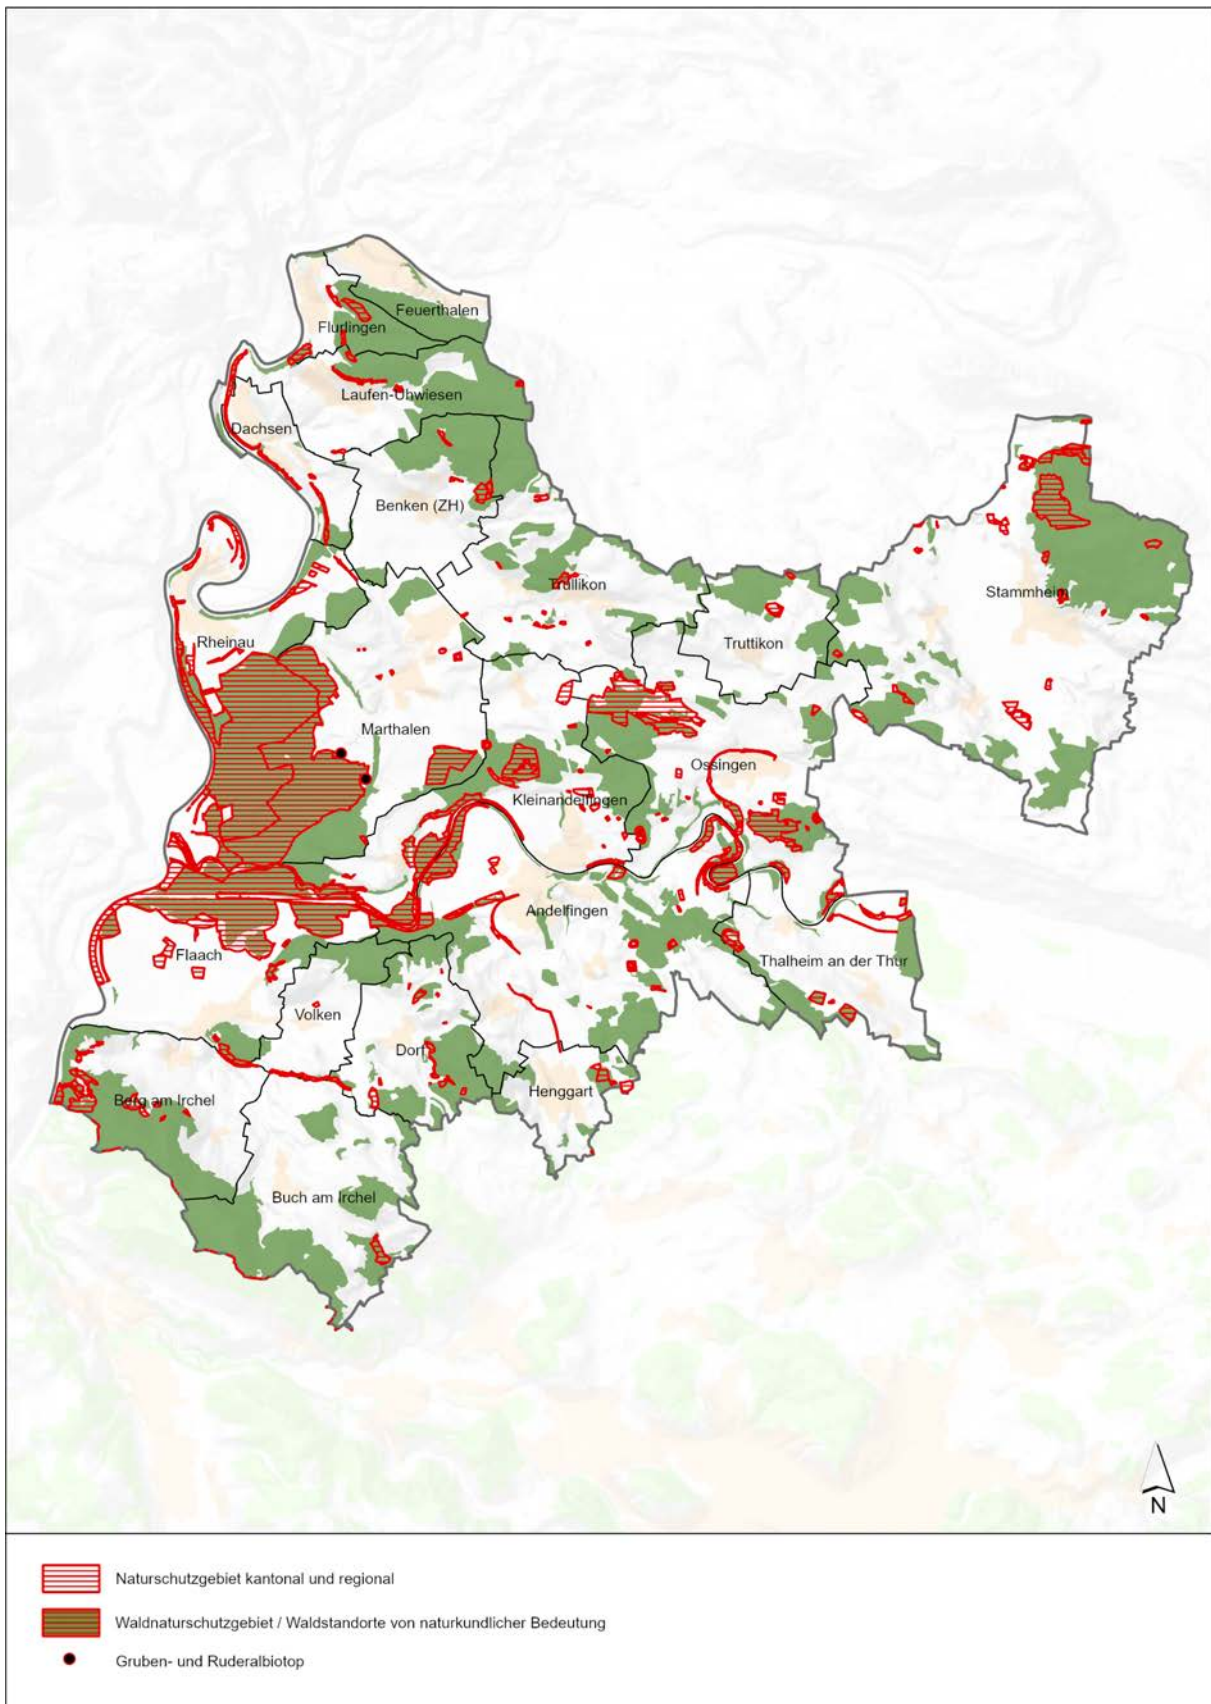 Feuerthalen
Flurlingen
Laufen-Uhwiesen
Dachsen
Benken (ZH)
Trüllikon
Stammheim
Rheinau
Truttikon
Marthalen
Ossingen
Kleinandelfingen
Andelfingen
Flaach
Thalheim an der Thur
Volken
Dorf
Henggart
Berg am Irchel
Buch am Irchel
N
Naturschutzgebiet kantonal und regional
Waldnaturschutzgebiet / Waldstandorte von naturkundlicher Bedeutung
Gruben- und Ruderalbiotop